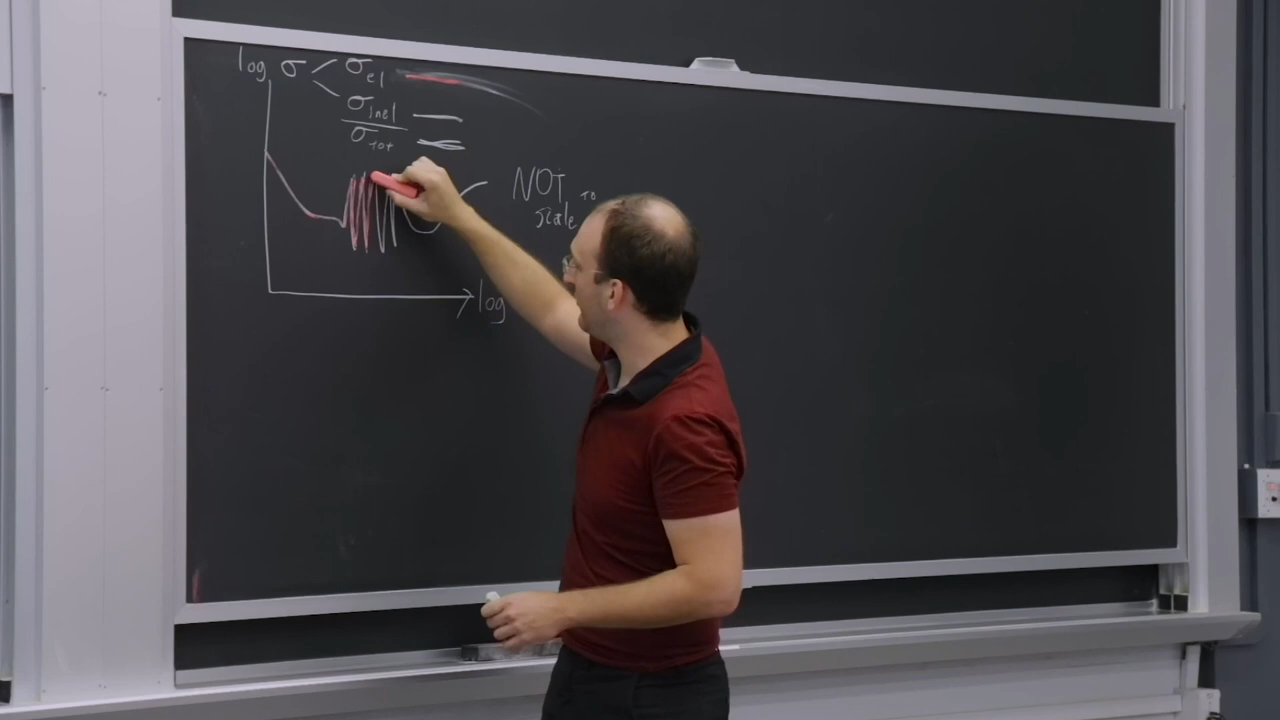 log σ < σel
σinel
σTOT
NOT TO
scale
log